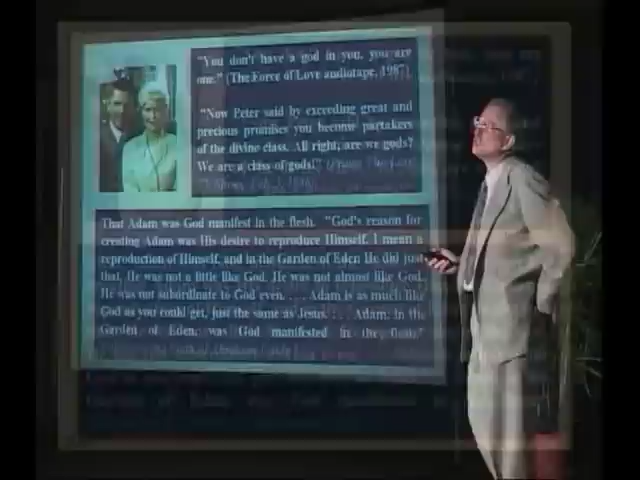 "You don't have a god in you, you are
one." (The Force of Love audiotape, 1987).
"Now Peter said by exceeding great and
precious promises you become partakers
of the divine class. All right, are we gods?
We are a class of gods!"
That Adam was God manifest in the flesh. "God's reason for
creating Adam was His desire to reproduce Himself. I mean a
reproduction of Himself, and in the Garden of Eden He did just
that. He was not a little like God. He was not almost like God.
He was not subordinate to God even. . . . Adam is as much like
God as you could get, just the same as Jesus. . . Adam, in the
Garden of Eden, was God manifested in the flesh"